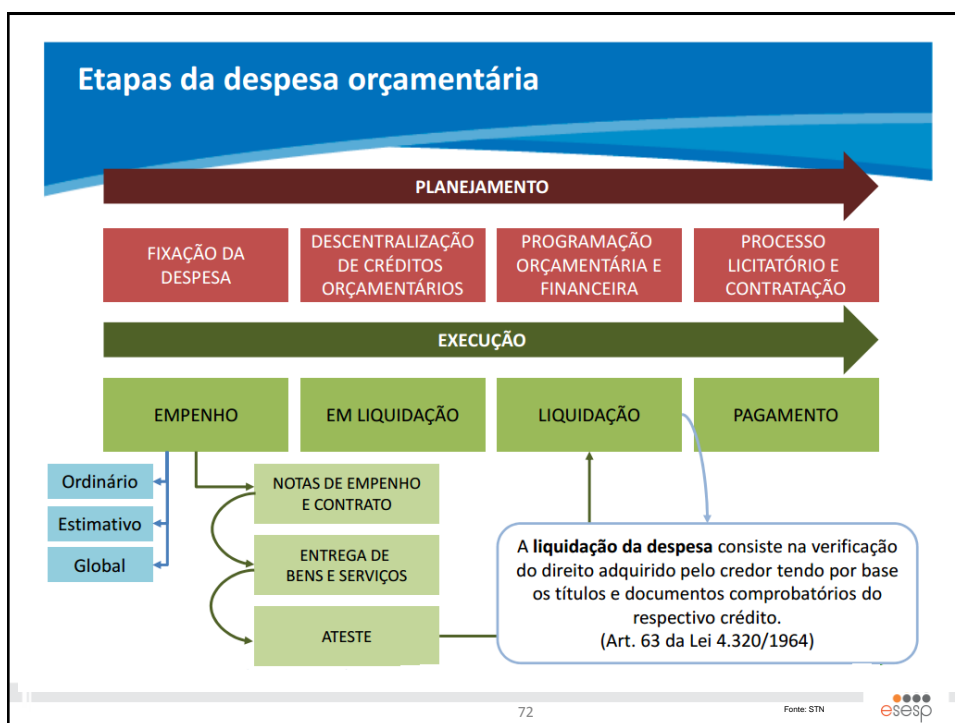 Etapas da despesa orçamentária
PLANEJAMENTO
FIXAÇÃO DA
DESPESA
DESCENTRALIZAÇÃO
DE CRÉDITOS
ORÇAMENTÁRIOS
PROGRAMAÇÃO
ORÇAMENTÁRIA E
FINANCEIRA
PROCESSO
LICITATÓRIO E
CONTRATAÇÃO
EXECUÇÃO
EMPENHO
EM LIQUIDAÇÃO
LIQUIDAÇÃO
PAGAMENTO
Ordinário
Estimativo
Global
NOTAS DE EMPENHO
E CONTRATO
ENTREGA DE
BENS E SERVIÇOS
ATESTE
A liquidação da despesa consiste na verificação
do direito adquirido pelo credor tendo por base
os títulos e documentos comprobatórios do
respectivo crédito.
(Art. 63 da Lei 4.320/1964)
72
Fonte: STN
esesp